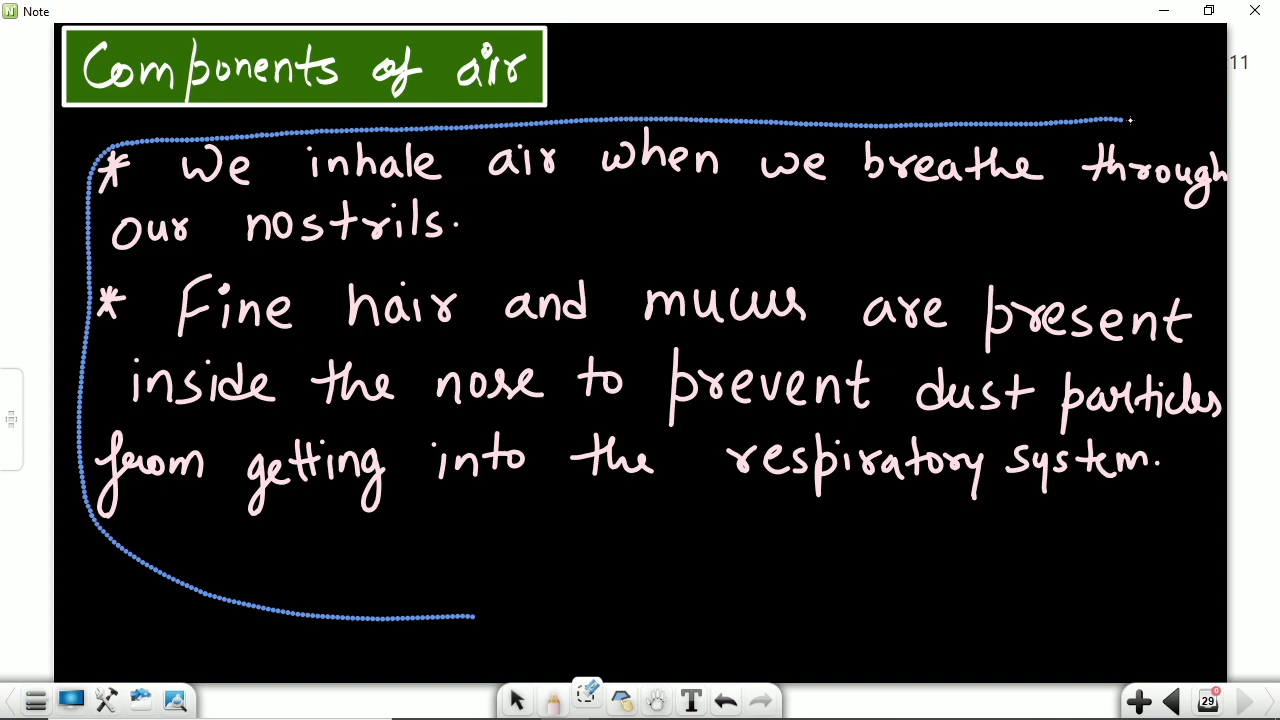 Note
Components of air
11
* We inhale air when we breathe through
our nostrils.
* Fine hair and mucus are present
inside the nose to prevent dust particles
from getting into the respiratory system.
T
0
29